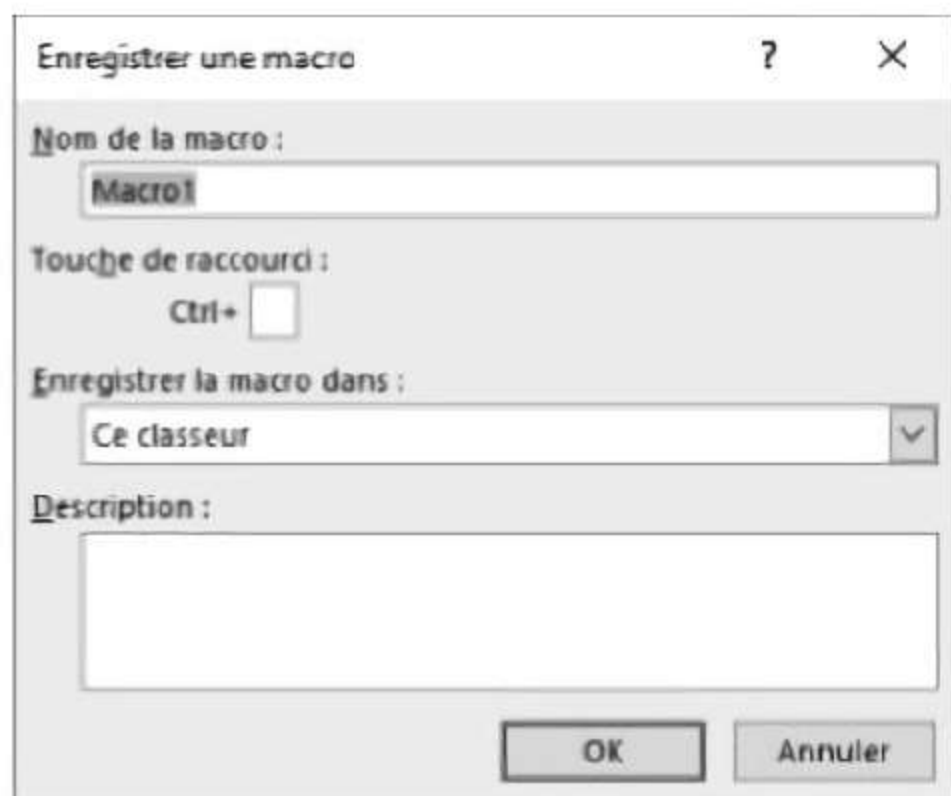 Enregistrer une macro ? ×
Nom de la macro :
Macro1
Touche de raccourci :
Ctrl+
Enregistrer la macro dans :
Ce classeur
Description :
OK Annuler